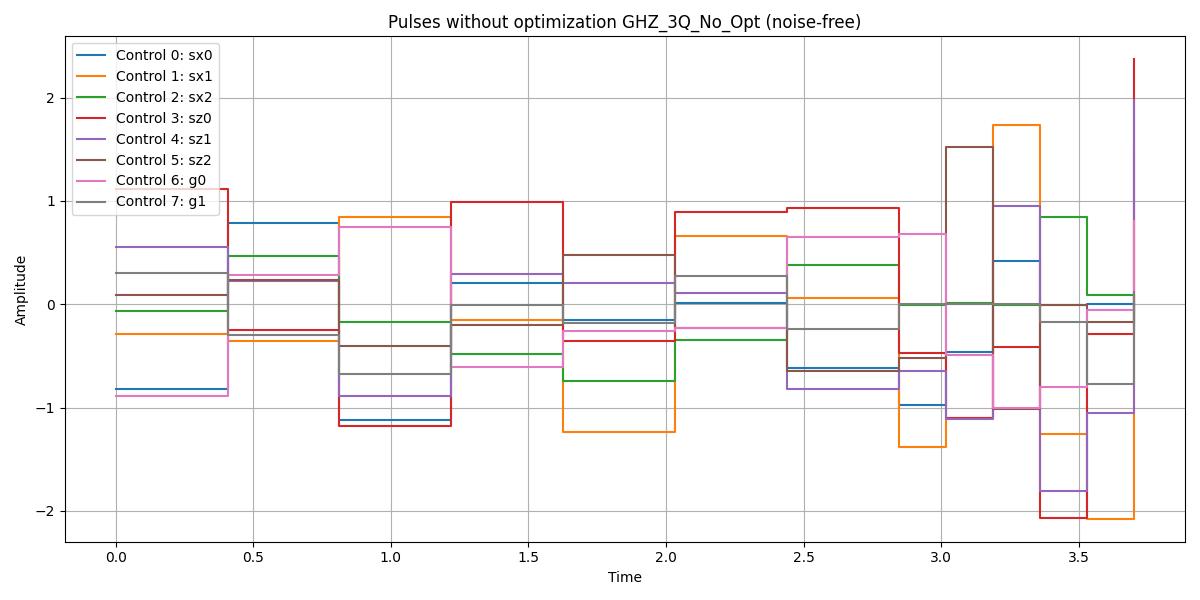 Pulses without optimization GHZ_3Q_No_Opt (noise-free)
Control 0: sx0
Control 1: sx1
Control 2: sx2
Control 3: sz0
Control 4: sz1
Control 5: sz2
Control 6: g0
Control 7: g1
Amplitude
2
1
0
−1
−2
0.0 0.5 1.0 1.5 2.0 2.5 3.0 3.5
Time